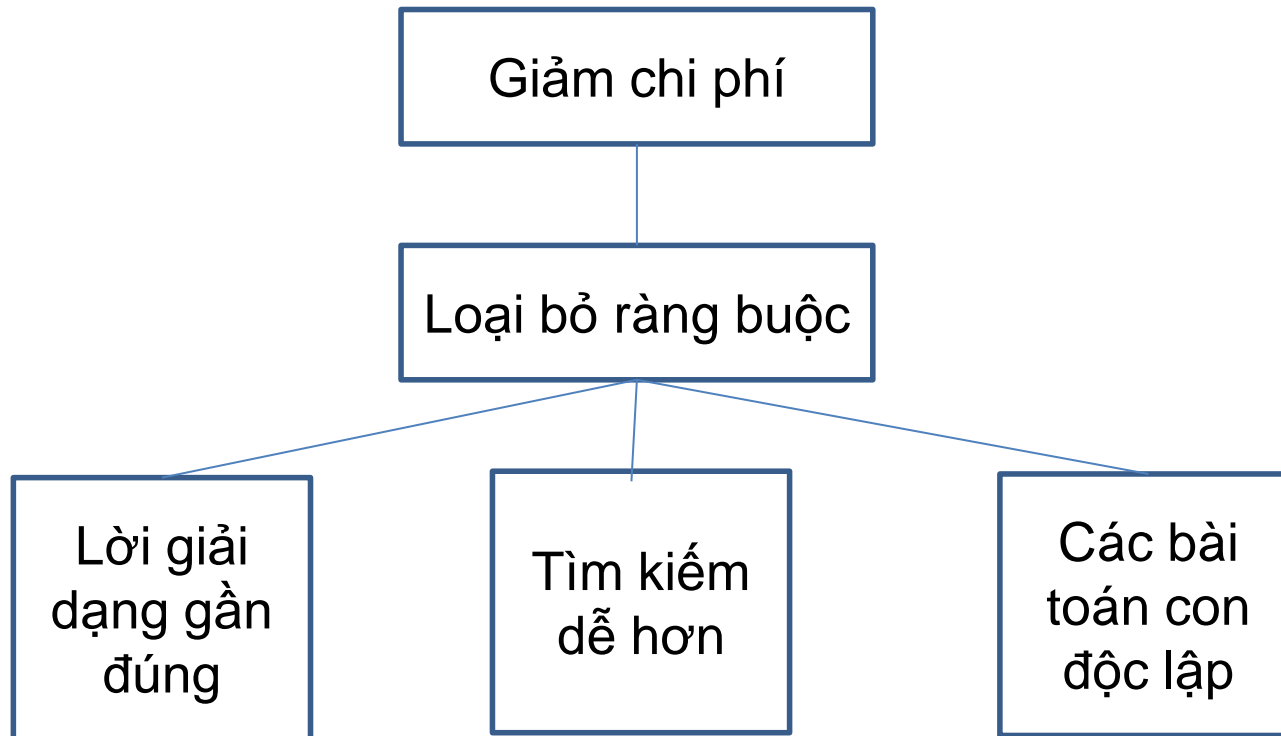 Giảm chi phí
Loại bỏ ràng buộc
Lời giải
dạng gần
đúng
Tìm kiếm
dễ hơn
Các bài
toán con
độc lập